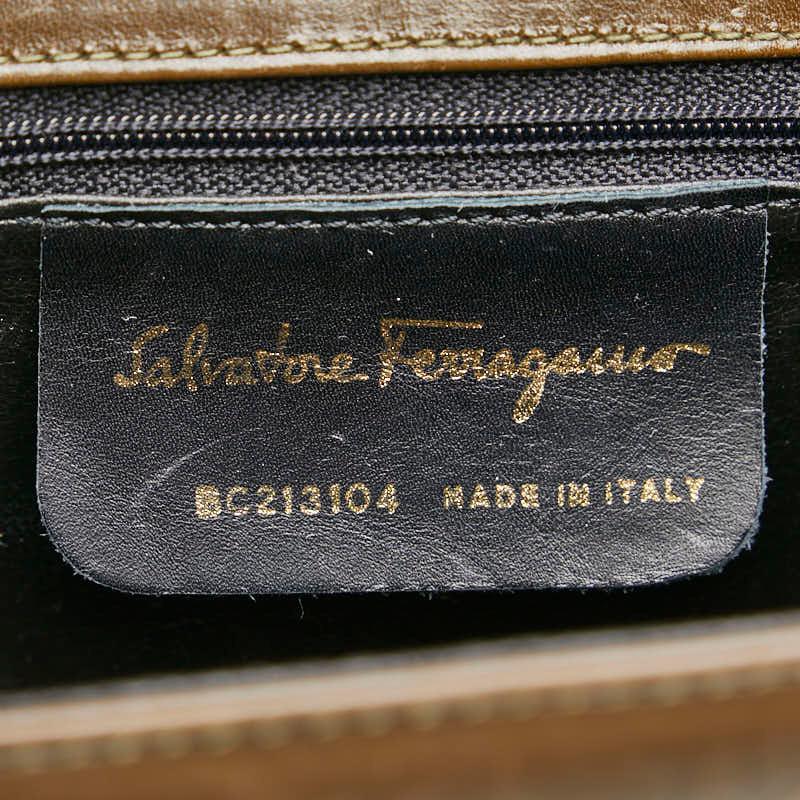 Salvatore Ferragamo
BC213104 MADE IN ITALY